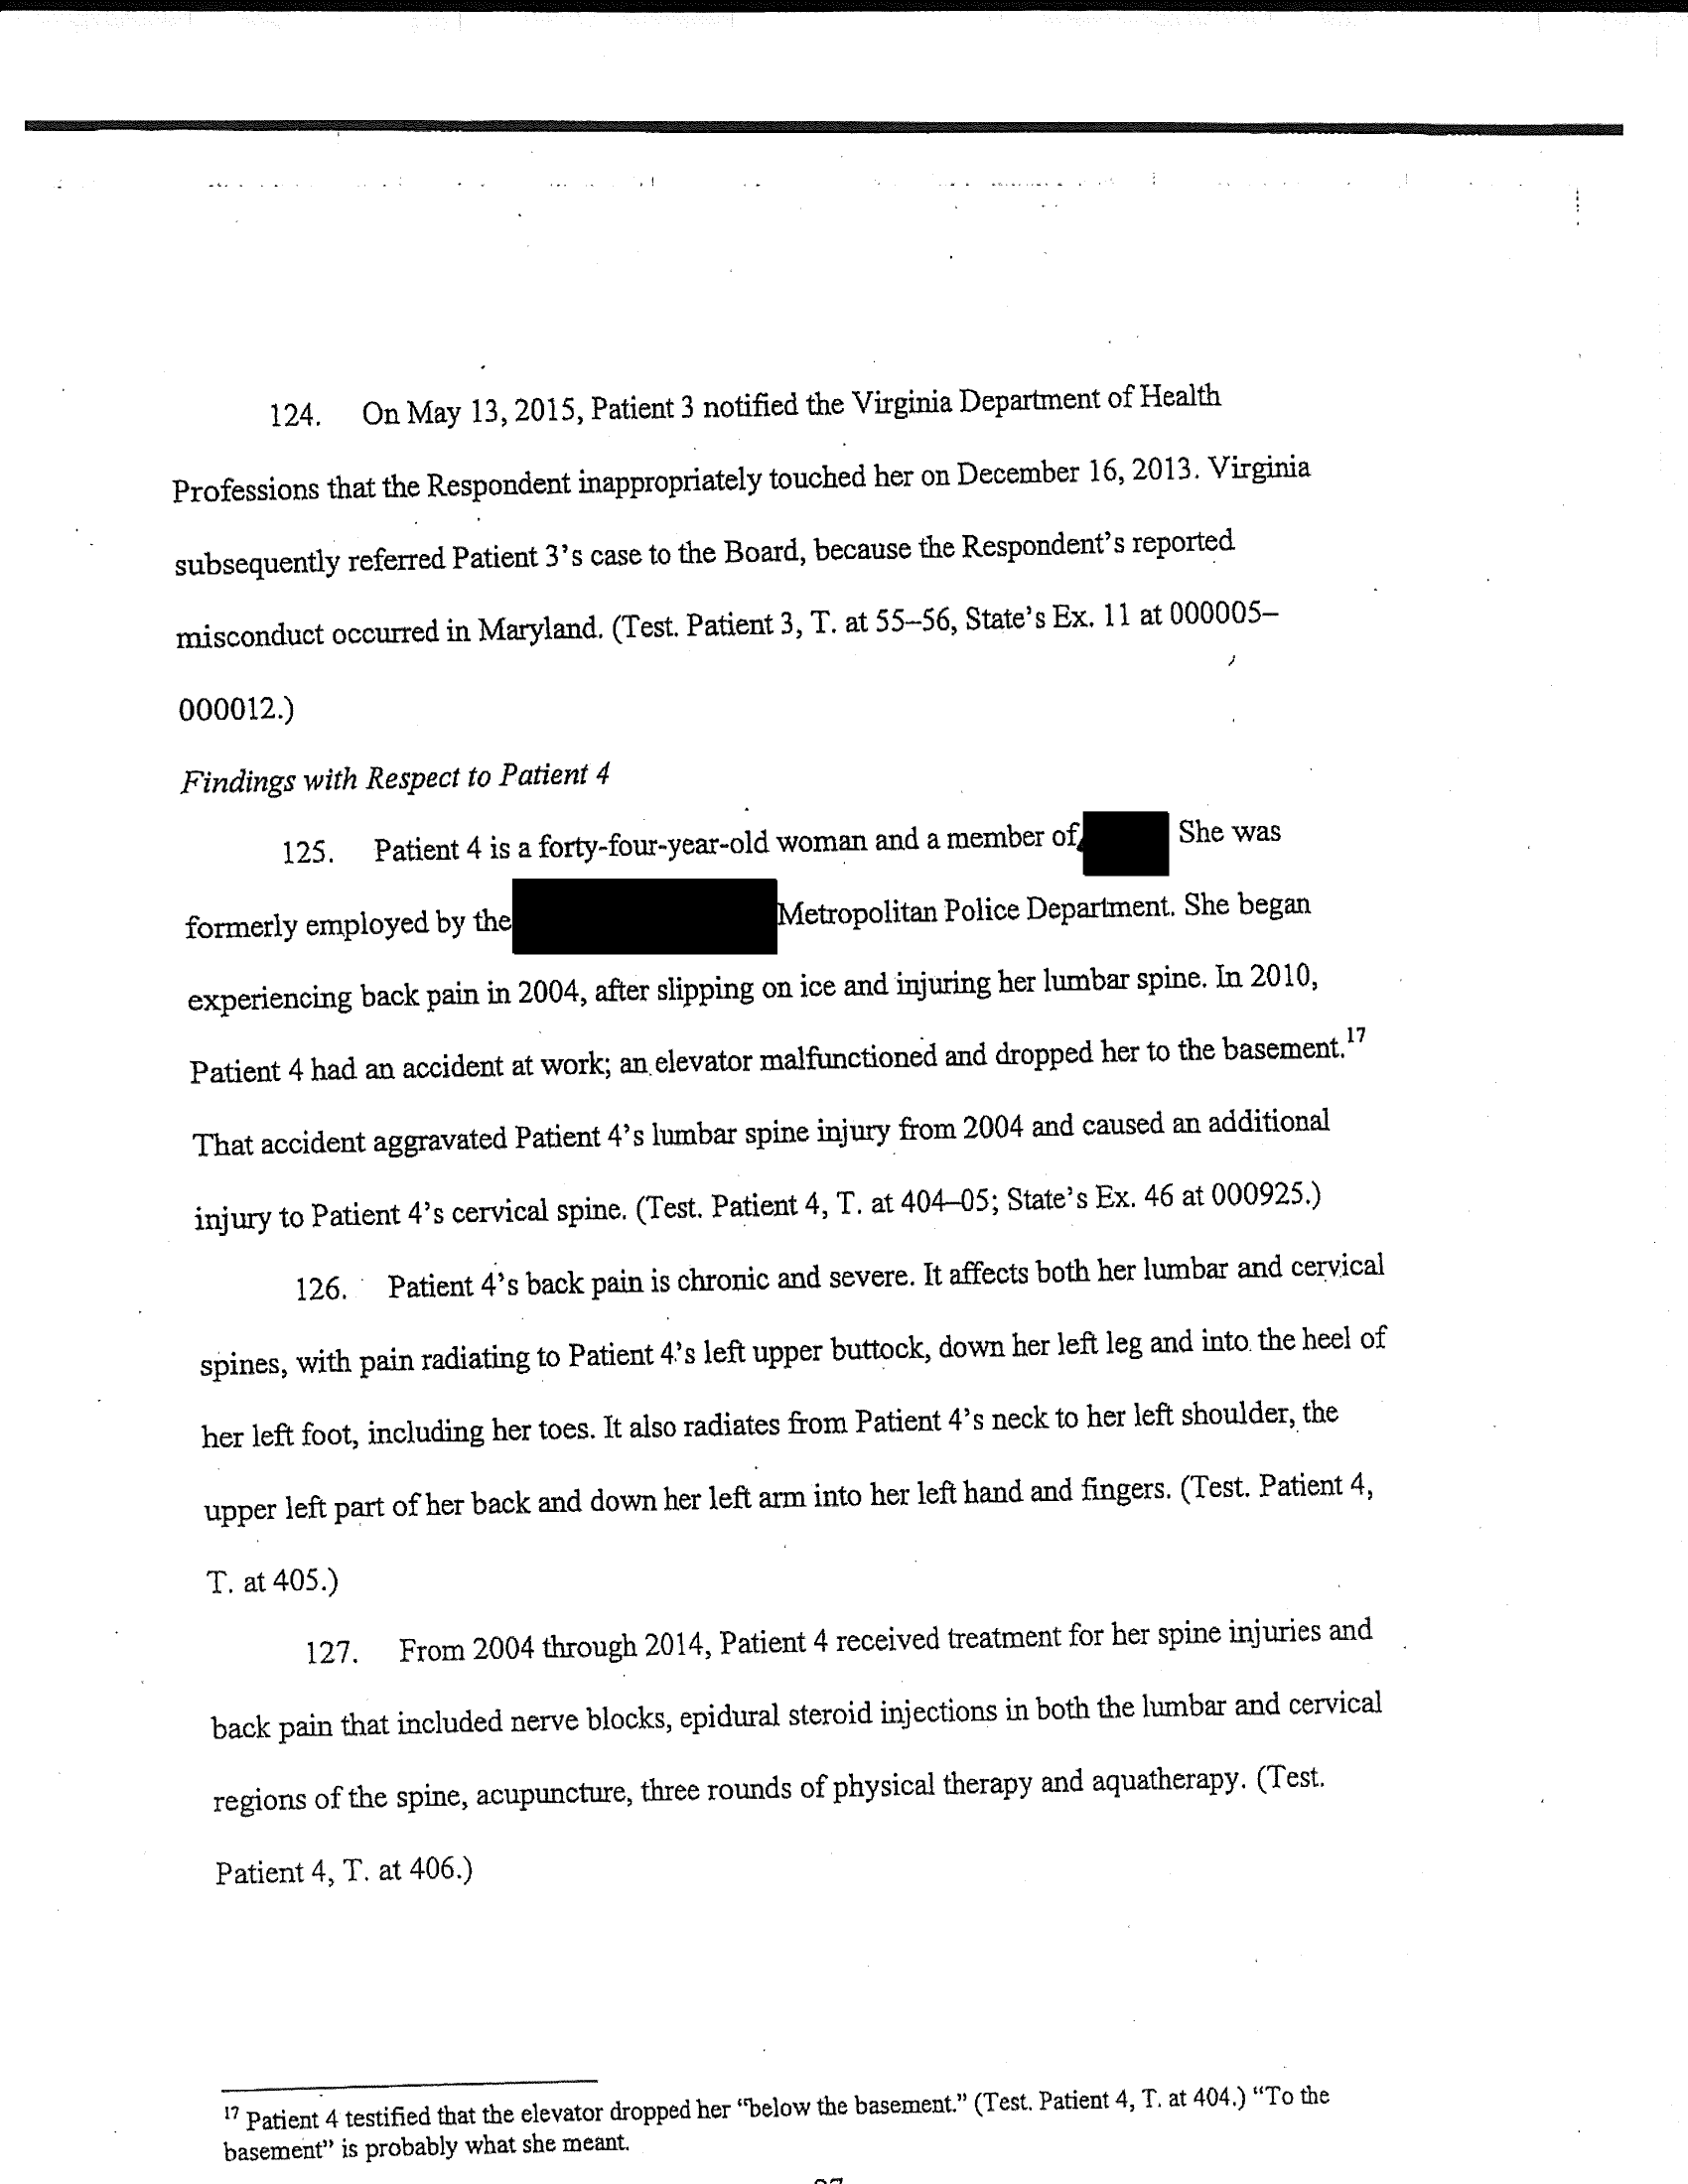 124. On May 13, 2015, Patient 3 notified the Virginia Department of Health
Professions that the Respondent inappropriately touched her on December 16, 2013. Virginia
subsequently referred Patient 3's case to the Board, because the Respondent's reported
misconduct occurred in Maryland. (Test. Patient 3, T. at 55–56, State's Ex. 11 at 000005–
000012.)
Findings with Respect to Patient 4
125. Patient 4 is a forty-four-year-old woman and a member of She was
formerly employed by the Metropolitan Police Department. She began
experiencing back pain in 2004, after slipping on ice and injuring her lumbar spine. In 2010,
Patient 4 had an accident at work; an elevator malfunctioned and dropped her to the basement.17
That accident aggravated Patient 4's lumbar spine injury from 2004 and caused an additional
injury to Patient 4's cervical spine. (Test. Patient 4, T. at 404–05; State's Ex. 46 at 000925.)
126. Patient 4's back pain is chronic and severe. It affects both her lumbar and cervical
spines, with pain radiating to Patient 4's left upper buttock, down her left leg and into the heel of
her left foot, including her toes. It also radiates from Patient 4's neck to her left shoulder, the
upper left part of her back and down her left arm into her left hand and fingers. (Test. Patient 4,
T. at 405.)
127. From 2004 through 2014, Patient 4 received treatment for her spine injuries and
back pain that included nerve blocks, epidural steroid injections in both the lumbar and cervical
regions of the spine, acupuncture, three rounds of physical therapy and aquatherapy. (Test.
Patient 4, T. at 406.)
17 Patient 4 testified that the elevator dropped her "below the basement." (Test. Patient 4, T. at 404.) "To the
basement" is probably what she meant.